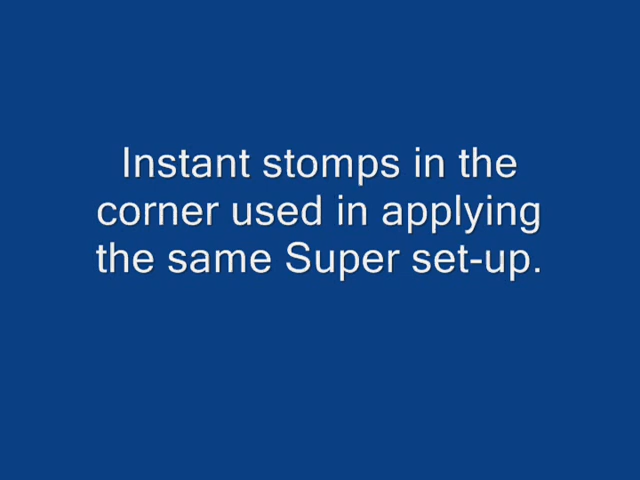 Instant stomps in the
corner used in applying
the same Super set-up.